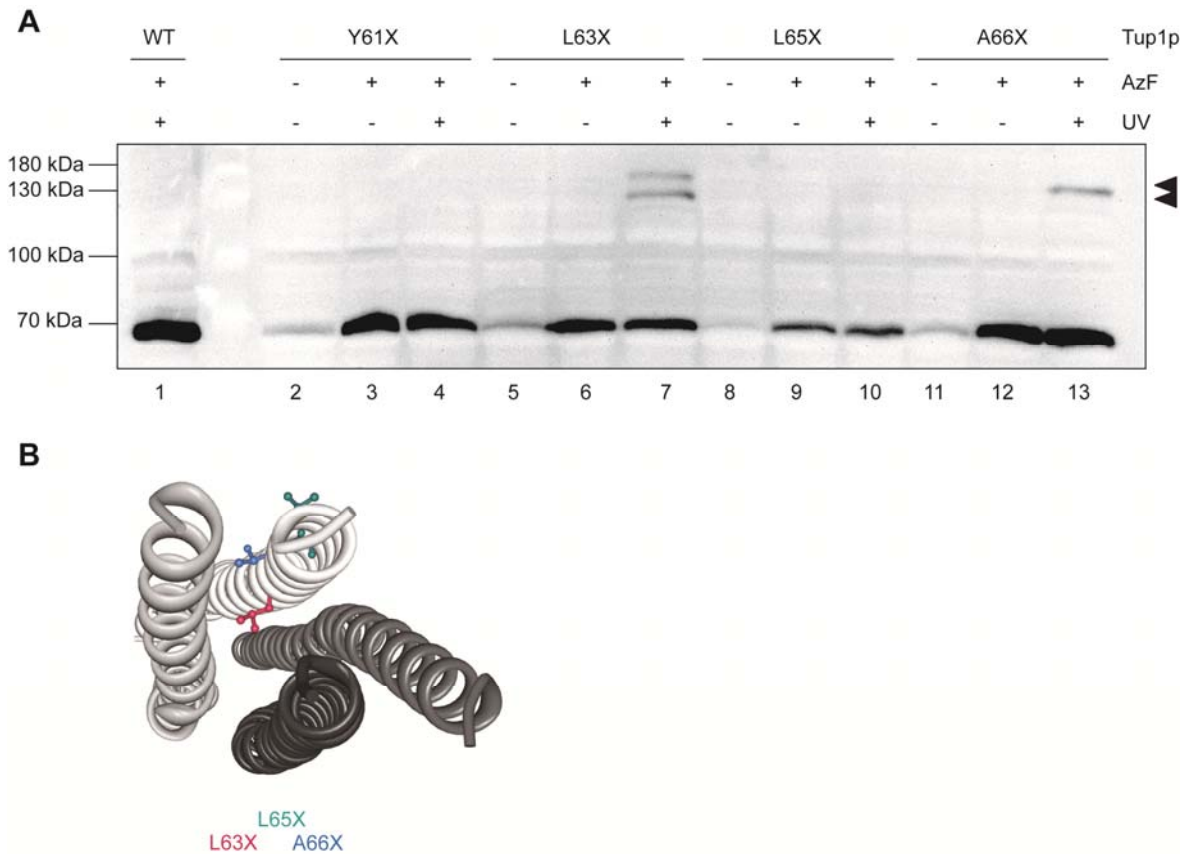 A
WT Y61X L63X L65X A66X Tup1p
+ - + + - + + - + + - + + AzF
+ - - + - - + - - + - - + UV
180 kDa
130 kDa
100 kDa
70 kDa
1 2 3 4 5 6 7 8 9 10 11 12 13
B
L65X
L63X A66X